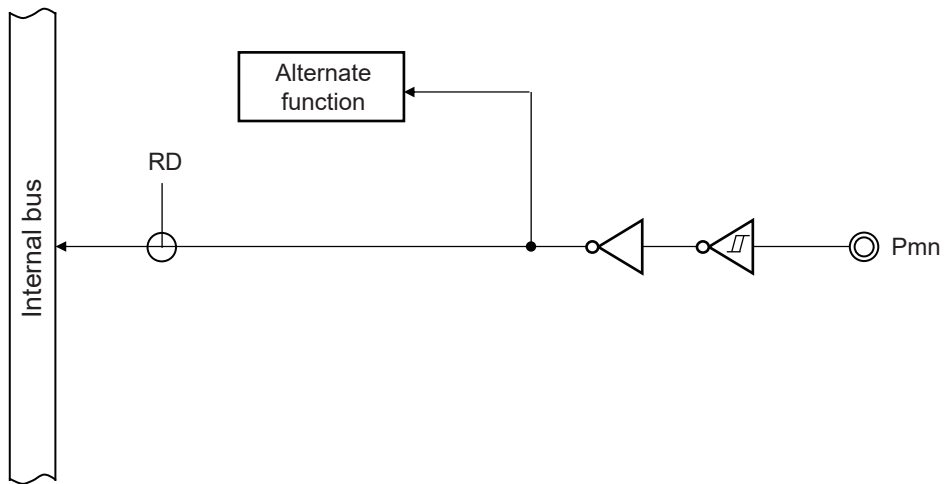 Alternate
function
RD
Internal bus
Pmn